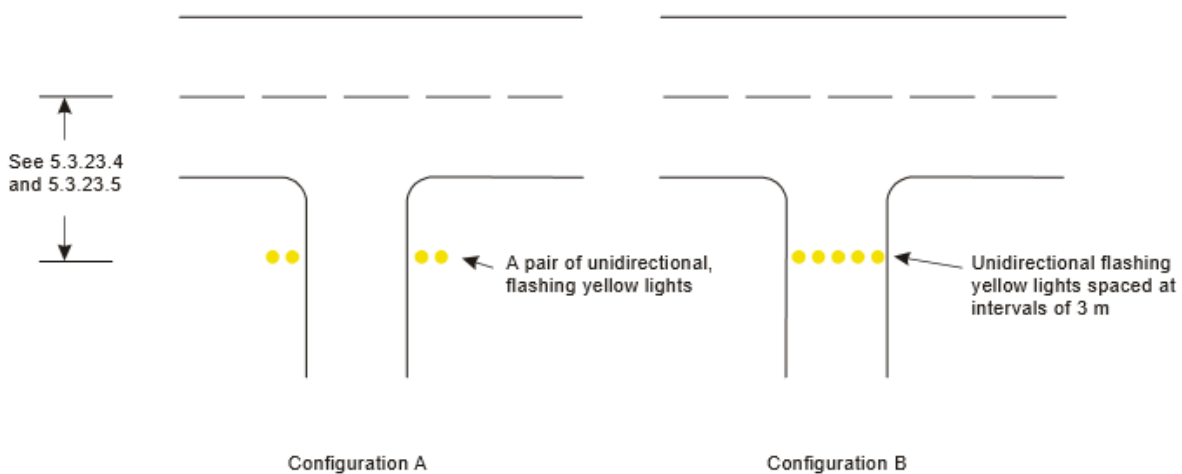 See 5.3.23.4
and 5.3.23.5
A pair of unidirectional,
flashing yellow lights
Unidirectional flashing
yellow lights spaced at
intervals of 3 m
Configuration A
Configuration B